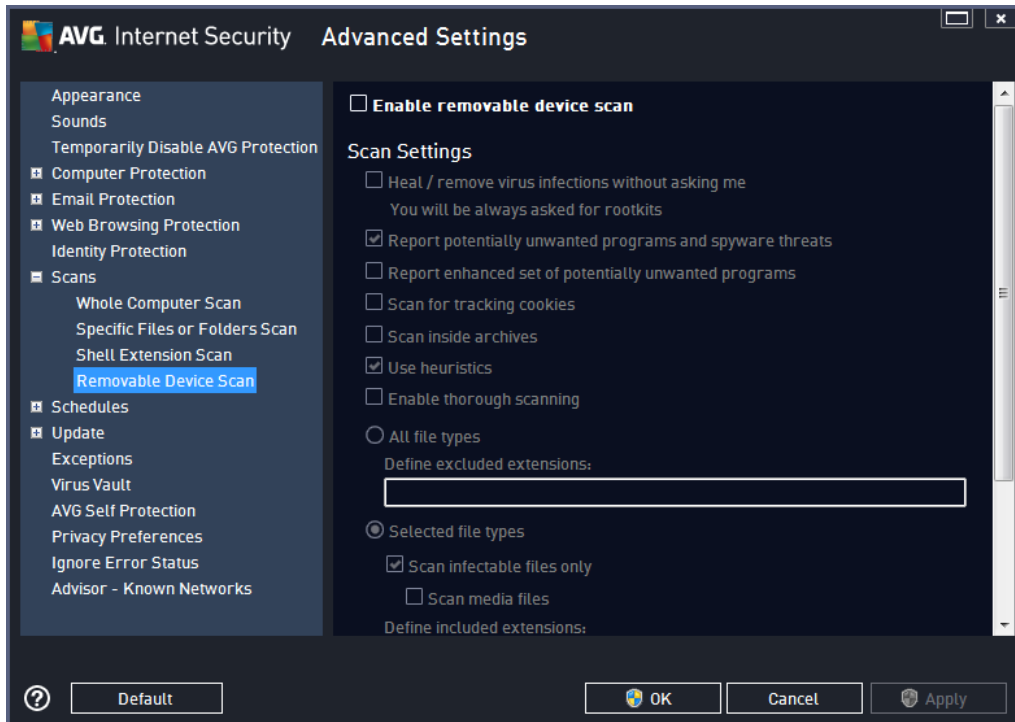 AVG. Internet Security Advanced Settings
Appearance
Sounds
Temporarily Disable AVG Protection
Computer Protection
Email Protection
Web Browsing Protection
Identity Protection
Scans
Whole Computer Scan
Specific Files or Folders Scan
Shell Extension Scan
Removable Device Scan
Schedules
Update
Exceptions
Virus Vault
AVG Self Protection
Privacy Preferences
Ignore Error Status
Advisor - Known Networks
Enable removable device scan
Scan Settings
Heal / remove virus infections without asking me
You will be always asked for rootkits
Report potentially unwanted programs and spyware threats
Report enhanced set of potentially unwanted programs
Scan for tracking cookies
Scan inside archives
Use heuristics
Enable thorough scanning
All file types
Define excluded extensions:
Selected file types
Scan infectable files only
Scan media files
Define included extensions:
? Default OK Cancel Apply